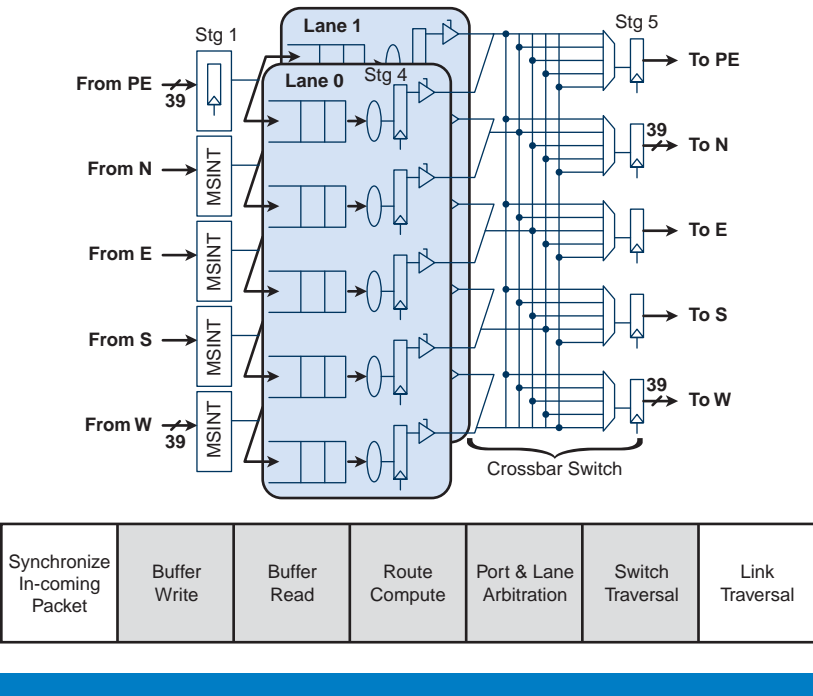 Lane 1
Stg 1
Stg 5
Lane 0
Stg 4
From PE
39
To PE
From N
MSINT
39
To N
From E
MSINT
To E
From S
MSINT
To S
From W
39
MSINT
39
To W
Crossbar Switch
Synchronize
In-coming
Packet
Buffer
Write
Buffer
Read
Route
Compute
Port & Lane
Arbitration
Switch
Traversal
Link
Traversal